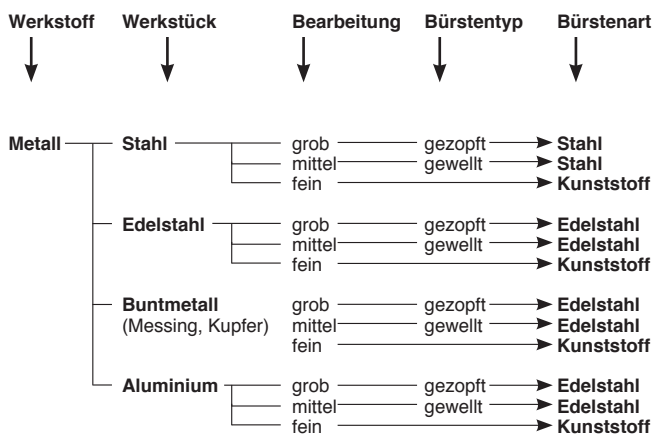 Werkstoff Werkstück Bearbeitung Bürstentyp Bürstenart
Metall Stahl grob gezopft Stahl
mittel gewellt Stahl
fein Kunststoff
Edelstahl grob gezopft Edelstahl
mittel gewellt Edelstahl
fein Kunststoff
Buntmetall grob gezopft Edelstahl
(Messing, Kupfer) mittel gewellt Edelstahl
fein Kunststoff
Aluminium grob gezopft Edelstahl
mittel gewellt Edelstahl
fein Kunststoff